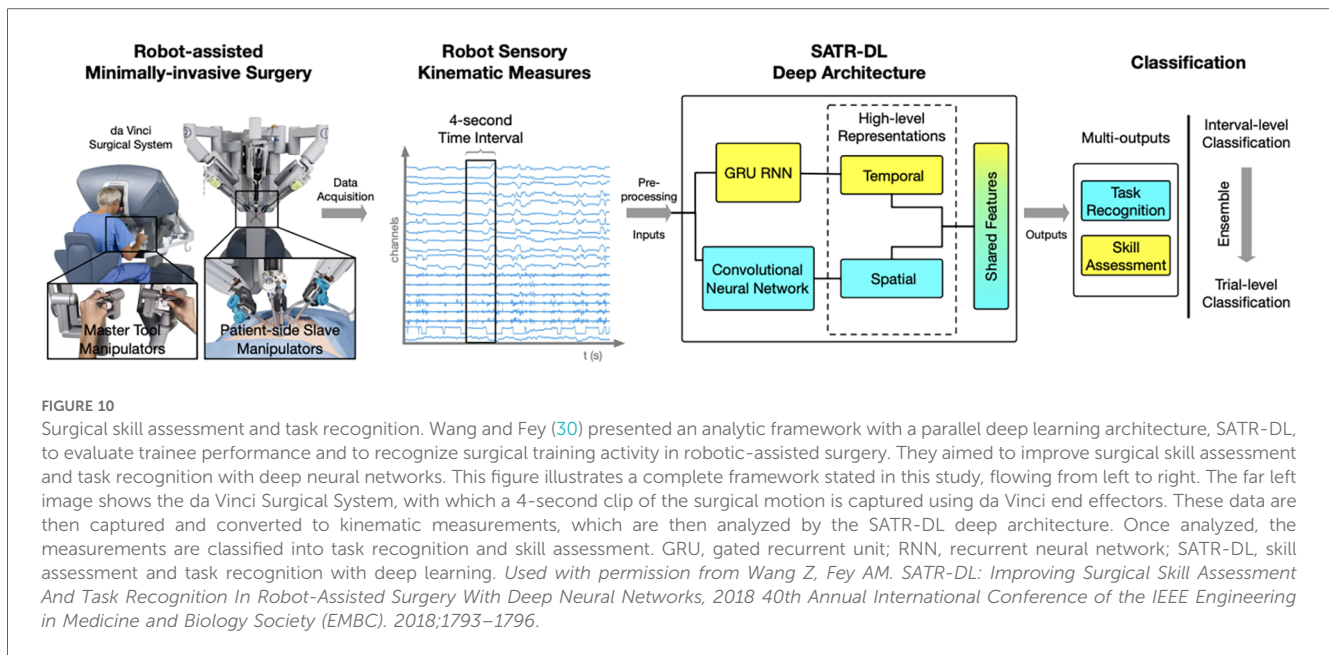 Robot-assisted
Minimally-invasive Surgery
da Vinci
Surgical System
Master Tool
Manipulators
Patient-side Slave
Manipulators
Data
Acquisition
Robot Sensory
Kinematic Measures
4-second
Time Interval
channels
t (s)
Pre-
processing
Inputs
SATR-DL
Deep Architecture
High-level
Representations
GRU RNN
Temporal
Convolutional
Neural Network
Spatial
Shared Features
Outputs
Classification
Multi-outputs
Task
Recognition
Skill
Assessment
Interval-level
Classification
Ensemble
Trial-level
Classification
FIGURE 10
Surgical skill assessment and task recognition. Wang and Fey (30) presented an analytic framework with a parallel deep learning architecture, SATR-DL,
to evaluate trainee performance and to recognize surgical training activity in robotic-assisted surgery. They aimed to improve surgical skill assessment
and task recognition with deep neural networks. This figure illustrates a complete framework stated in this study, flowing from left to right. The far left
image shows the da Vinci Surgical System, with which a 4-second clip of the surgical motion is captured using da Vinci end effectors. These data are
then captured and converted to kinematic measurements, which are then analyzed by the SATR-DL deep architecture. Once analyzed, the
measurements are classified into task recognition and skill assessment. GRU, gated recurrent unit; RNN, recurrent neural network; SATR-DL, skill
assessment and task recognition with deep learning. Used with permission from Wang Z, Fey AM. SATR-DL: Improving Surgical Skill Assessment
And Task Recognition In Robot-Assisted Surgery With Deep Neural Networks, 2018 40th Annual International Conference of the IEEE Engineering
in Medicine and Biology Society (EMBC). 2018;1793–1796.